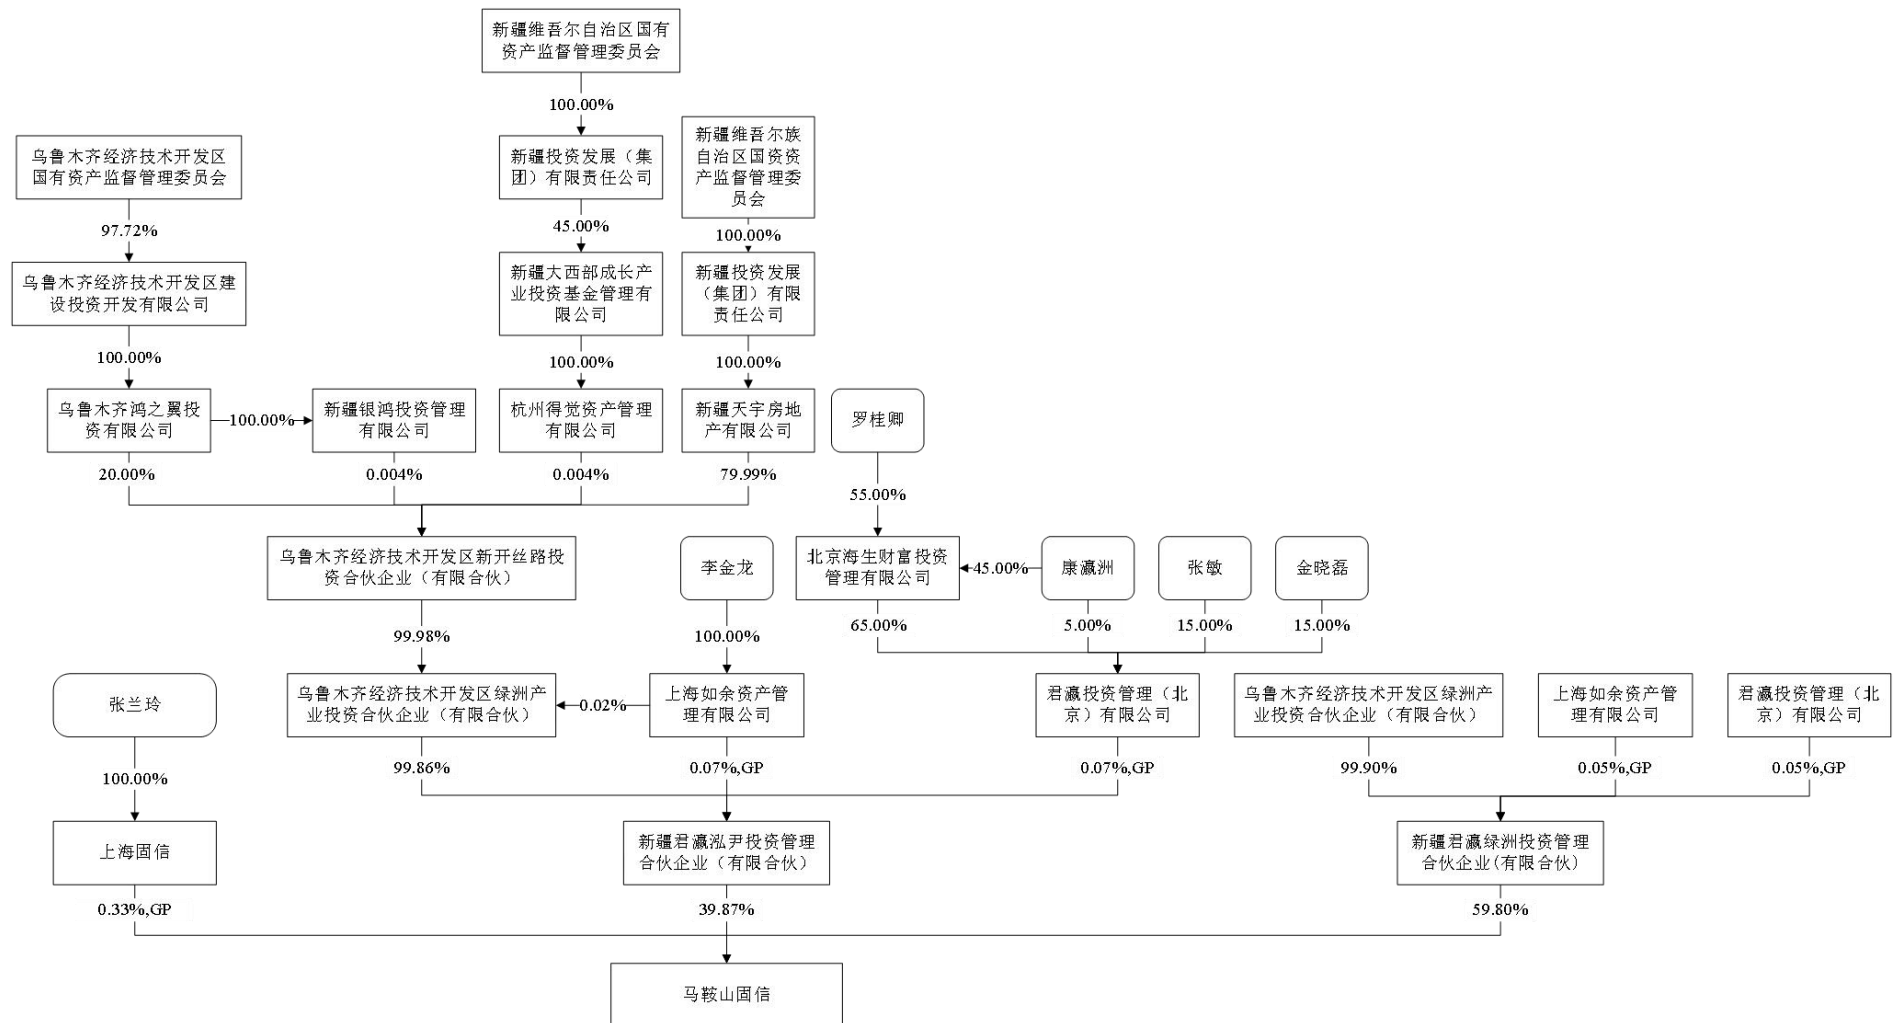 新疆维吾尔自治区国有
资产监督管理委员会
100.00%
乌鲁木齐经济技术开发区
国有资产监督管理委员会
新疆投资发展（集
团）有限责任公司
新疆维吾尔族
自治区国资资
产监督管理委
员会
97.72%
45.00%
100.00%
乌鲁木齐经济技术开发区建
设投资开发有限公司
新疆大西部成长产
业投资基金管理有
限公司
新疆投资发展
（集团）有限
责任公司
100.00%
100.00%
100.00%
乌鲁木齐鸿之翼投
资有限公司
100.00%
新疆银鸿投资管理
有限公司
杭州得觉资产管理
有限公司
新疆天宇房地
产有限公司
罗桂卿
20.00%
0.004%
0.004%
79.99%
55.00%
乌鲁木齐经济技术开发区新开丝路投
资合伙企业（有限合伙）
李金龙
北京海生财富投资
管理有限公司
45.00%
康瀛洲
张敏
金晓磊
99.98%
100.00%
65.00%
5.00%
15.00%
15.00%
张兰玲
乌鲁木齐经济技术开发区绿洲产
业投资合伙企业（有限合伙）
0.02%
上海如余资产管
理有限公司
君瀛投资管理（北
京）有限公司
乌鲁木齐经济技术开发区绿洲产
业投资合伙企业（有限合伙）
上海如余资产管
理有限公司
君瀛投资管理（北
京）有限公司
100.00%
99.86%
0.07%,GP
0.07%,GP
99.90%
0.05%,GP
0.05%,GP
上海固信
新疆君瀛泓尹投资管理
合伙企业（有限合伙）
新疆君瀛绿洲投资管理
合伙企业(有限合伙)
0.33%,GP
39.87%
59.80%
马鞍山固信